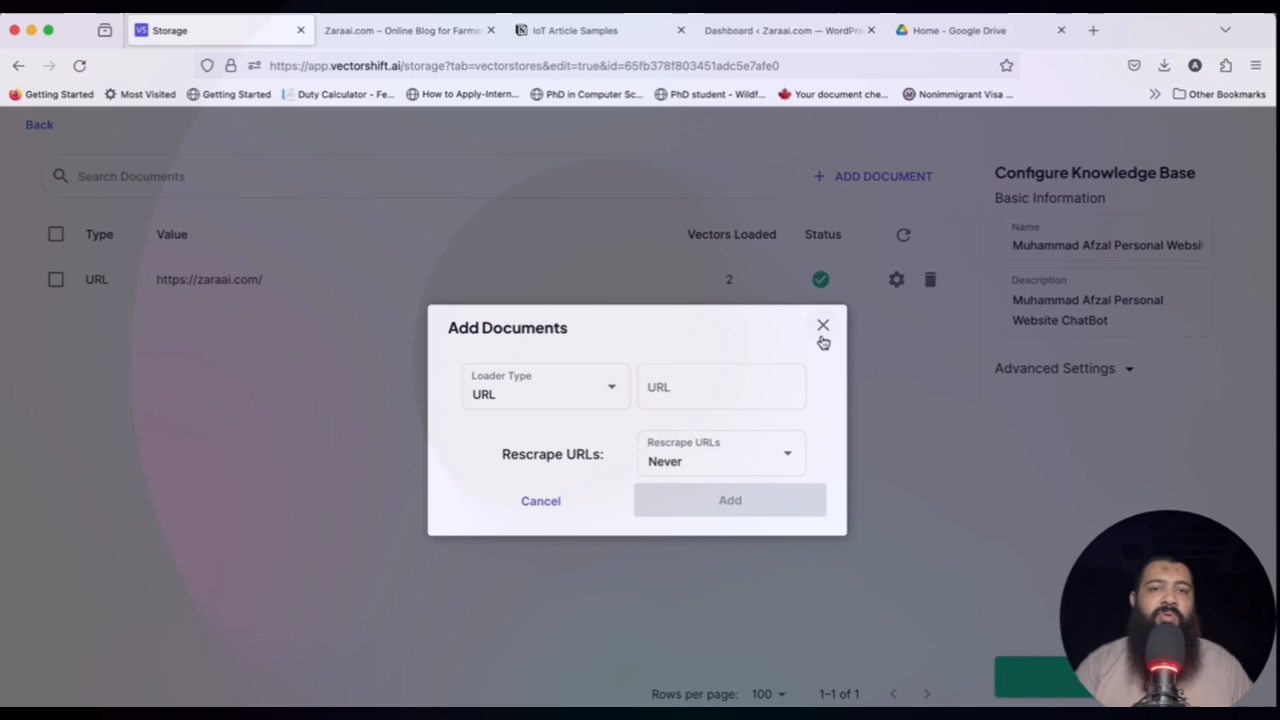 VS Storage
Zaraai.com – Online Blog for Farmer
IoT Article Samples
Dashboard ‹ Zaraai.com — WordPre
Home - Google Drive
https://app.vectorshift.ai/storage?tab=vectorstores&edit=true&id=65fb378f803451adc5e7afe0
A
Getting Started
Most Visited
Getting Started
Duty Calculator - Fe...
How to Apply-Intern...
PhD in Computer Sc...
PhD student - Wildf...
Your document che...
Nonimmigrant Visa ...
Other Bookmarks
Back
Search Documents
+ ADD DOCUMENT
Type Value Vectors Loaded Status
URL https://zaraai.com/ 2
Add Documents
Loader Type
URL
URL
Rescrape URLs:
Rescrape URLs
Never
Cancel
Add
Configure Knowledge Base
Basic Information
Name
Muhammad Afzal Personal Websi
Description
Muhammad Afzal Personal
Website ChatBot
Advanced Settings
Rows per page: 100 1–1 of 1